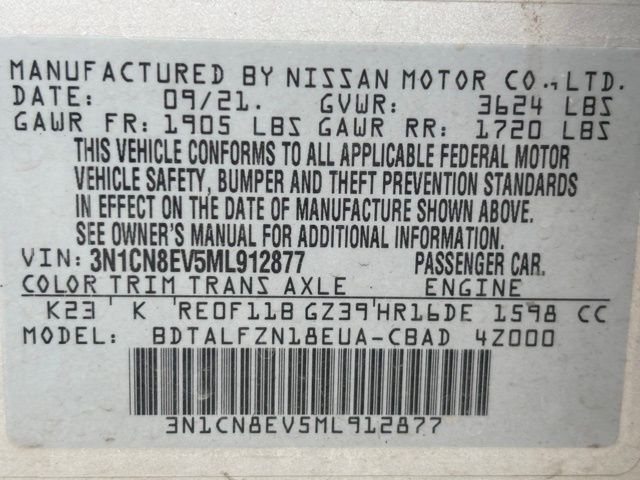 MANUFACTURED BY NISSAN MOTOR CO., LTD.
DATE: 09/21. GVWR: 3624 LBS
GAWR FR: 1905 LBS GAWR RR: 1720 LBS
THIS VEHICLE CONFORMS TO ALL APPLICABLE FEDERAL MOTOR
VEHICLE SAFETY, BUMPER AND THEFT PREVENTION STANDARDS
IN EFFECT ON THE DATE OF MANUFACTURE SHOWN ABOVE.
SEE OWNER'S MANUAL FOR ADDITIONAL INFORMATION.
VIN: 3N1CN8EV5ML912877 PASSENGER CAR.
COLOR TRIM TRANS AXLE ENGINE
K23 K RE0F11B GZ39 HR16DE 1598 CC
MODEL: BDTALFZN18EUA-CBAD 4Z000
3N1CN8EV5ML912877